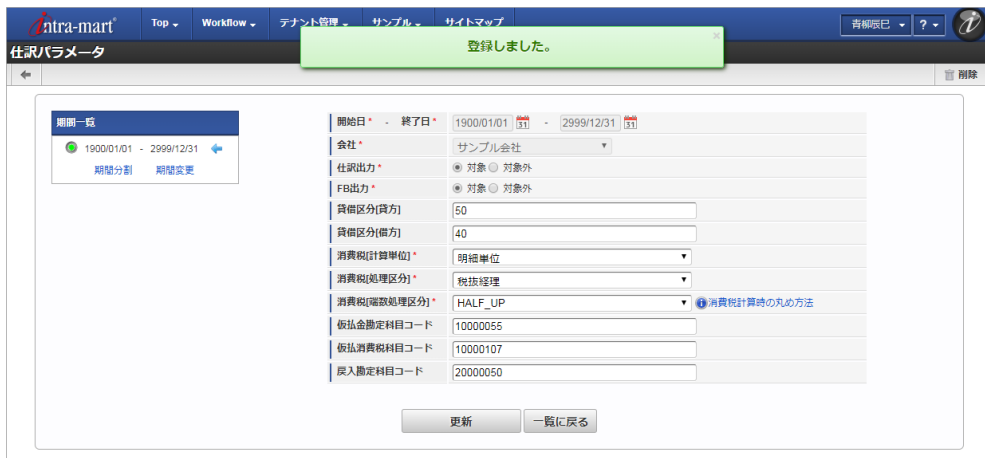 intra-mart Top Workflow テナント管理 サンプル サイトマップ 青柳辰巳 ?
登録しました。 ×
仕訳パラメータ
削除
期間一覧
1900/01/01 - 2999/12/31
期間分割 期間変更
開始日* - 終了日* 1900/01/01 31 - 2999/12/31 31
会社* サンプル会社
仕訳出力* 対象 対象外
FB出力* 対象 対象外
貸借区分[貸方] 50
貸借区分[借方] 40
消費税[計算単位]* 明細単位
消費税[処理区分]* 税抜経理
消費税[端数処理区分]* HALF_UP 消費税計算時の丸め方法
仮払金勘定科目コード 10000055
仮払消費税科目コード 10000107
戻入勘定科目コード 20000050
更新 一覧に戻る